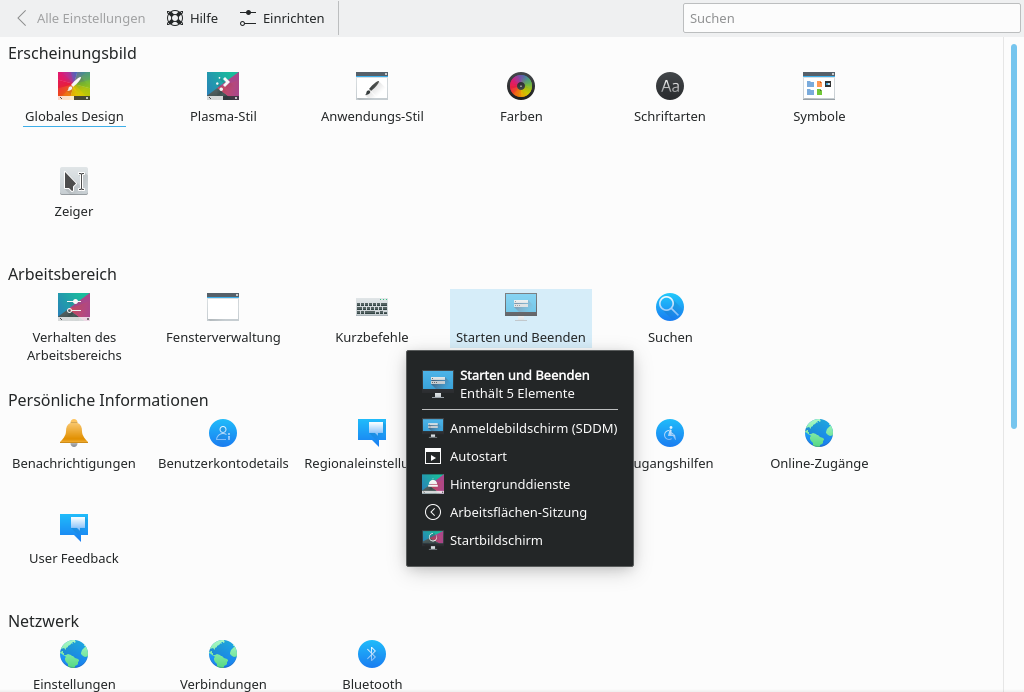 Alle Einstellungen Hilfe Einrichten Suchen
Erscheinungsbild
Globales Design Plasma-Stil Anwendungs-Stil Farben Schriftarten Symbole
Zeiger
Arbeitsbereich
Verhalten des Arbeitsbereichs Fensterverwaltung Kurzbefehle Starten und Beenden Suchen
Starten und Beenden
Enthält 5 Elemente
Anmeldebildschirm (SDDM)
Autostart
Hintergrunddienste
Arbeitsflächen-Sitzung
Startbildschirm
Persönliche Informationen
Benachrichtigungen Benutzerkontodetails Regionaleinstellu ugangshilfen Online-Zugänge
User Feedback
Netzwerk
Einstellungen Verbindungen Bluetooth